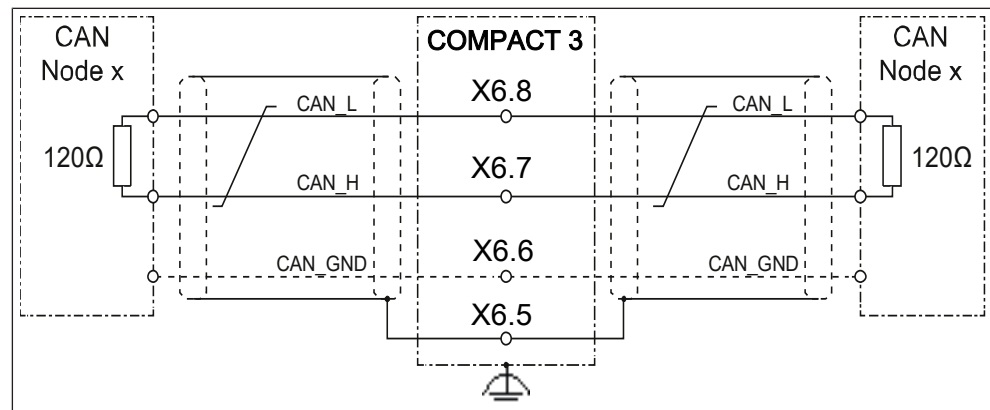 CAN
Node x
COMPACT 3
CAN
Node x
CAN_L
X6.8
CAN_L
120Ω
CAN_H
X6.7
CAN_H
120Ω
CAN_GND
X6.6
CAN_GND
X6.5